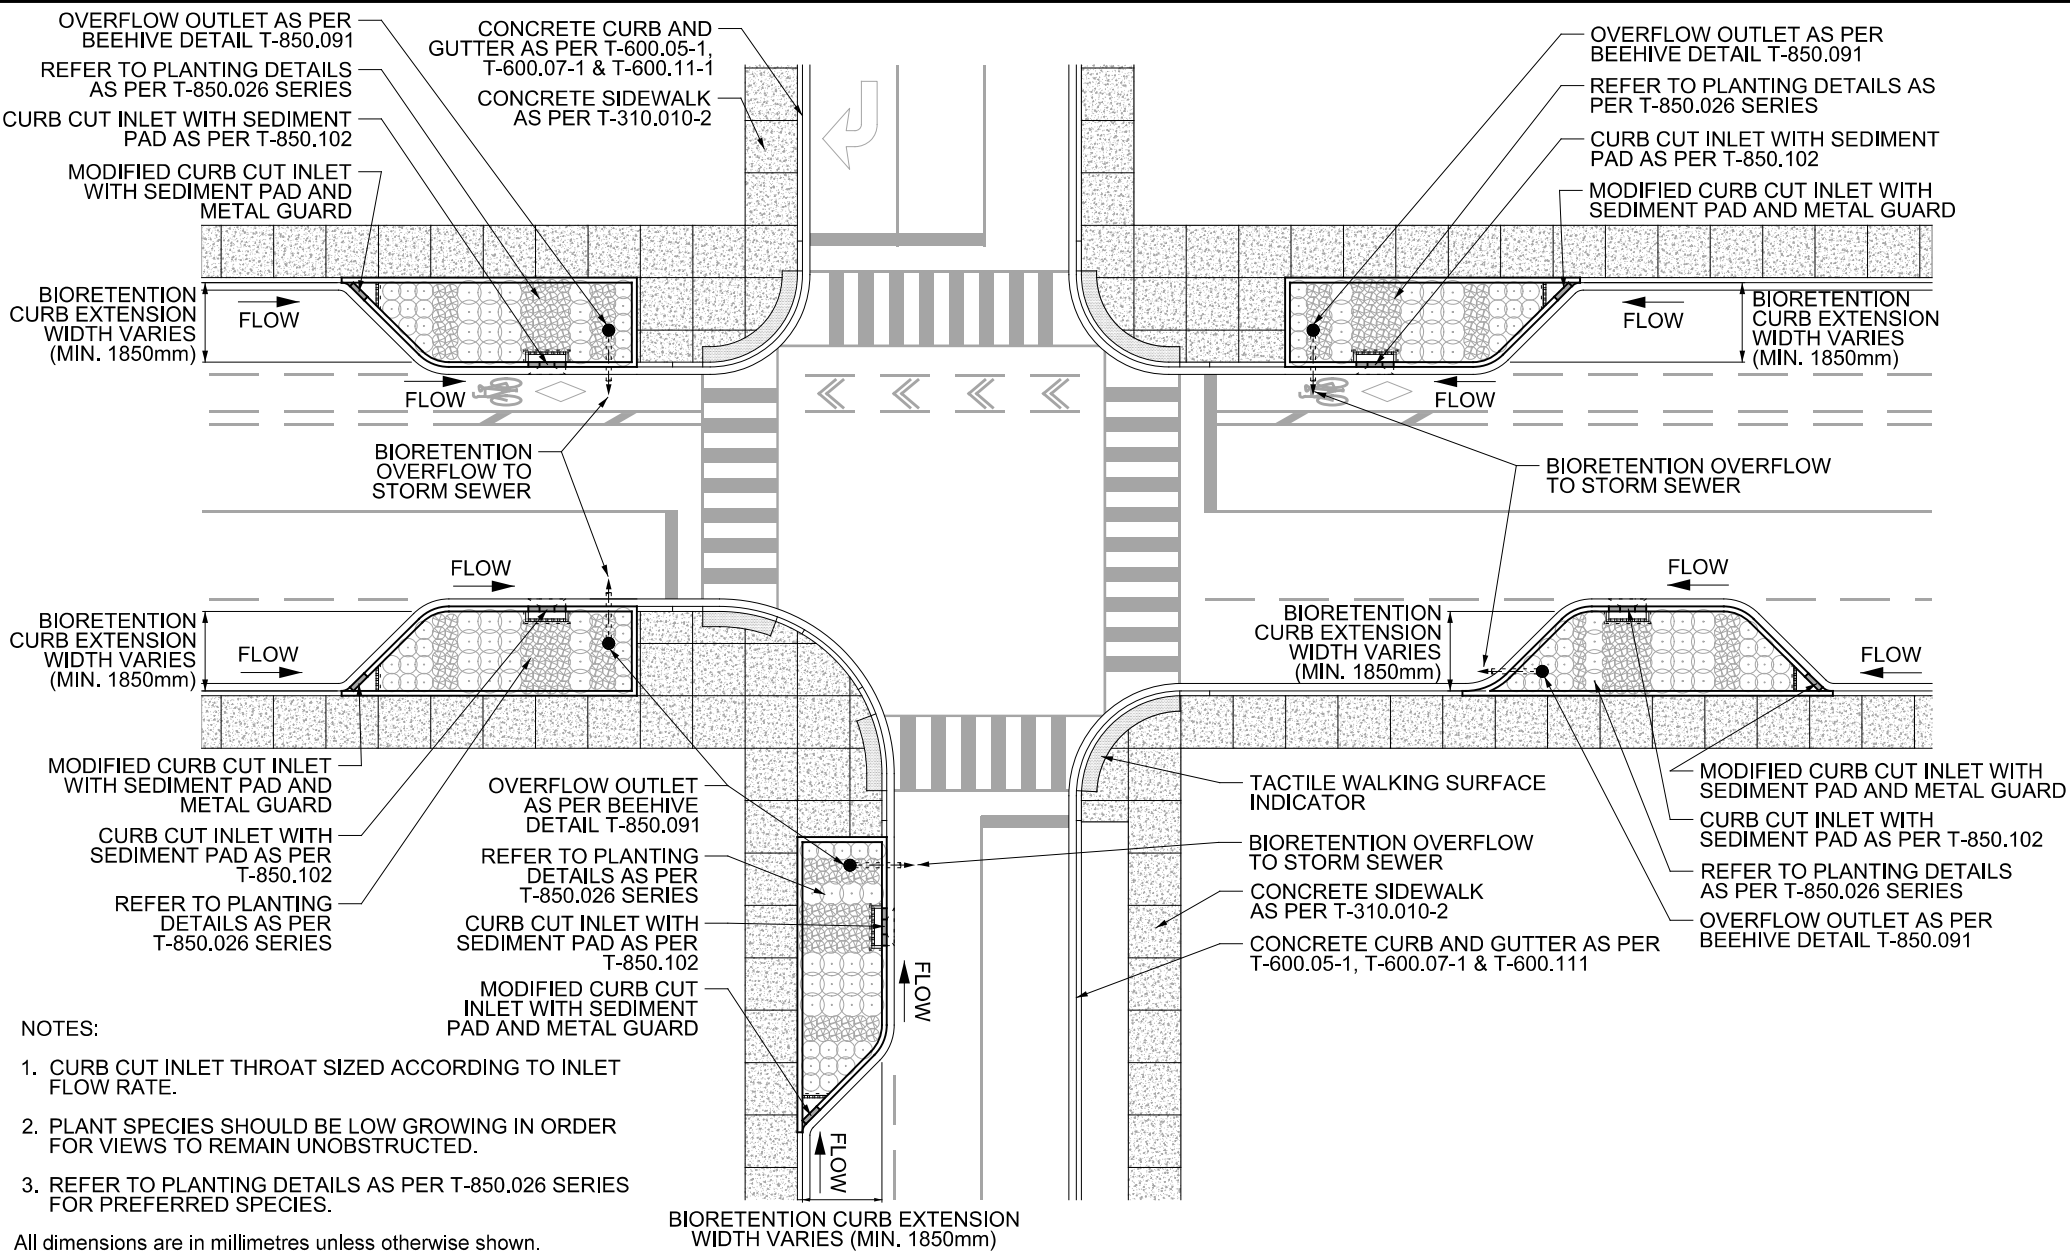 OVERFLOW OUTLET AS PER
BEEHIVE DETAIL T-850.091
REFER TO PLANTING DETAILS
AS PER T-850.026 SERIES
CURB CUT INLET WITH SEDIMENT
PAD AS PER T-850.102
MODIFIED CURB CUT INLET
WITH SEDIMENT PAD AND
METAL GUARD
CONCRETE CURB AND
GUTTER AS PER T-600.05-1,
T-600.07-1 & T-600.11-1
CONCRETE SIDEWALK
AS PER T-310.010-2
OVERFLOW OUTLET AS PER
BEEHIVE DETAIL T-850.091
REFER TO PLANTING DETAILS AS
PER T-850.026 SERIES
CURB CUT INLET WITH SEDIMENT
PAD AS PER T-850.102
MODIFIED CURB CUT INLET WITH
SEDIMENT PAD AND METAL GUARD
BIORETENTION
CURB EXTENSION
WIDTH VARIES
(MIN. 1850mm)
FLOW
FLOW
FLOW
FLOW
BIORETENTION
CURB EXTENSION
WIDTH VARIES
(MIN. 1850mm)
BIORETENTION
OVERFLOW TO
STORM SEWER
BIORETENTION OVERFLOW
TO STORM SEWER
FLOW
BIORETENTION
CURB EXTENSION
WIDTH VARIES
(MIN. 1850mm)
FLOW
FLOW
BIORETENTION
CURB EXTENSION
WIDTH VARIES
(MIN. 1850mm)
FLOW
MODIFIED CURB CUT INLET
WITH SEDIMENT PAD AND
METAL GUARD
CURB CUT INLET WITH
SEDIMENT PAD AS PER
T-850.102
REFER TO PLANTING
DETAILS AS PER
T-850.026 SERIES
OVERFLOW OUTLET
AS PER BEEHIVE
DETAIL T-850.091
REFER TO PLANTING
DETAILS AS PER
T-850.026 SERIES
CURB CUT INLET WITH
SEDIMENT PAD AS PER
T-850.102
MODIFIED CURB CUT
INLET WITH SEDIMENT
PAD AND METAL GUARD
FLOW
FLOW
TACTILE WALKING SURFACE
INDICATOR
BIORETENTION OVERFLOW
TO STORM SEWER
CONCRETE SIDEWALK
AS PER T-310.010-2
CONCRETE CURB AND GUTTER AS PER
T-600.05-1, T-600.07-1 & T-600.111
MODIFIED CURB CUT INLET WITH
SEDIMENT PAD AND METAL GUARD
CURB CUT INLET WITH
SEDIMENT PAD AS PER T-850.102
REFER TO PLANTING DETAILS
AS PER T-850.026 SERIES
OVERFLOW OUTLET AS PER
BEEHIVE DETAIL T-850.091
BIORETENTION CURB EXTENSION
WIDTH VARIES (MIN. 1850mm)
NOTES:
1. CURB CUT INLET THROAT SIZED ACCORDING TO INLET
FLOW RATE.
2. PLANT SPECIES SHOULD BE LOW GROWING IN ORDER
FOR VIEWS TO REMAIN UNOBSTRUCTED.
3. REFER TO PLANTING DETAILS AS PER T-850.026 SERIES
FOR PREFERRED SPECIES.
All dimensions are in millimetres unless otherwise shown.